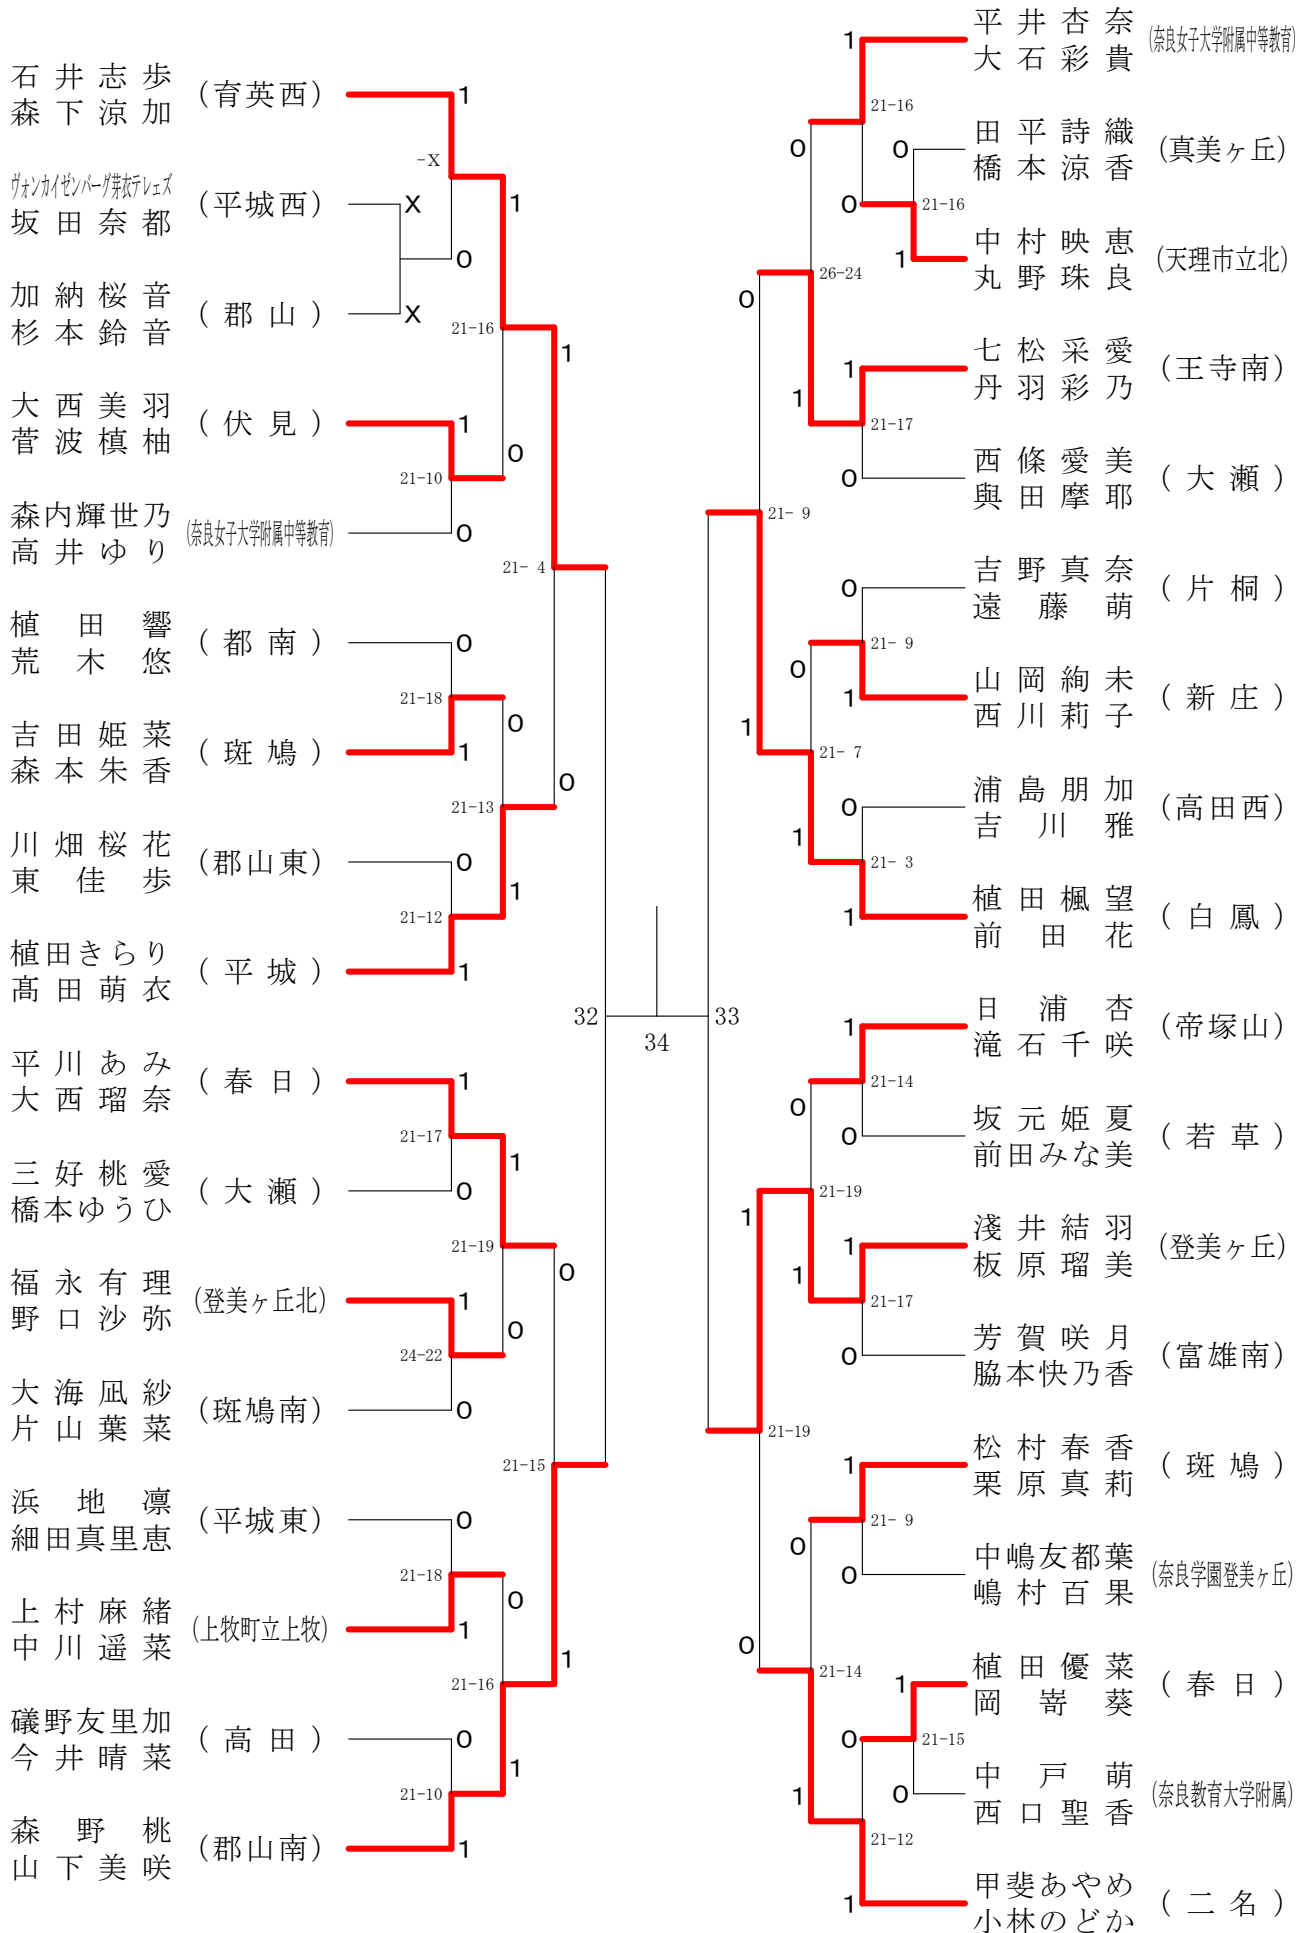 石井志歩
森下涼加
(育英西)
1
-X
ヴォンカイゼンバーグ芽衣テレェズ
坂田奈都
(平城西)
X
1
0
加納桜音
杉本鈴音
(郡山)
X
21-16
1
大西美羽
菅波槙柚
(伏見)
1
0
21-10
森内輝世乃
高井ゆり
(奈良女子大学附属中等教育)
0
21- 4
植田響
荒木悠
(都南)
0
21-18
0
吉田姫菜
森本朱香
(斑鳩)
1
0
21-13
川畑桜花
東佳歩
(郡山東)
0
1
21-12
植田きらり
髙田萌衣
(平城)
1
32
平川あみ
大西瑠奈
(春日)
1
21-17
1
三好桃愛
橋本ゆうひ
(大瀬)
0
21-19
0
福永有理
野口沙弥
(登美ヶ丘北)
1
0
24-22
大海凪紗
片山葉菜
(斑鳩南)
0
21-15
浜地凛
細田真里恵
(平城東)
0
21-18
0
上村麻緒
中川遥菜
(上牧町立上牧)
1
1
21-16
礒野友里加
今井晴菜
(高田)
0
1
21-10
森野桃
山下美咲
(郡山南)
1
34
平井杏奈
大石彩貴
(奈良女子大学附属中等教育)
1
21-16
0
田平詩織
橋本涼香
(真美ヶ丘)
0
0
21-16
中村映恵
丸野珠良
(天理市立北)
1
26-24
0
七松采愛
丹羽彩乃
(王寺南)
1
1
21-17
西條愛美
與田摩耶
(大瀬)
0
21- 9
吉野真奈
遠藤萌
(片桐)
0
21- 9
0
山岡絢未
西川莉子
(新庄)
1
1
21- 7
浦島朋加
吉川雅
(高田西)
0
1
21- 3
植田楓望
前田花
(白鳳)
1
33
日浦杏
滝石千咲
(帝塚山)
1
21-14
0
坂元姫夏
前田みな美
(若草)
0
21-19
1
淺井結羽
板原瑠美
(登美ヶ丘)
1
1
21-17
芳賀咲月
脇本快乃香
(富雄南)
0
21-19
松村春香
栗原真莉
(斑鳩)
1
21- 9
0
中嶋友都葉
嶋村百果
(奈良学園登美ヶ丘)
0
0
21-14
植田優菜
岡嵜葵
(春日)
1
0
21-15
中戸萌
西口聖香
(奈良教育大学附属)
0
1
21-12
甲斐あやめ
小林のどか
(二名)
1